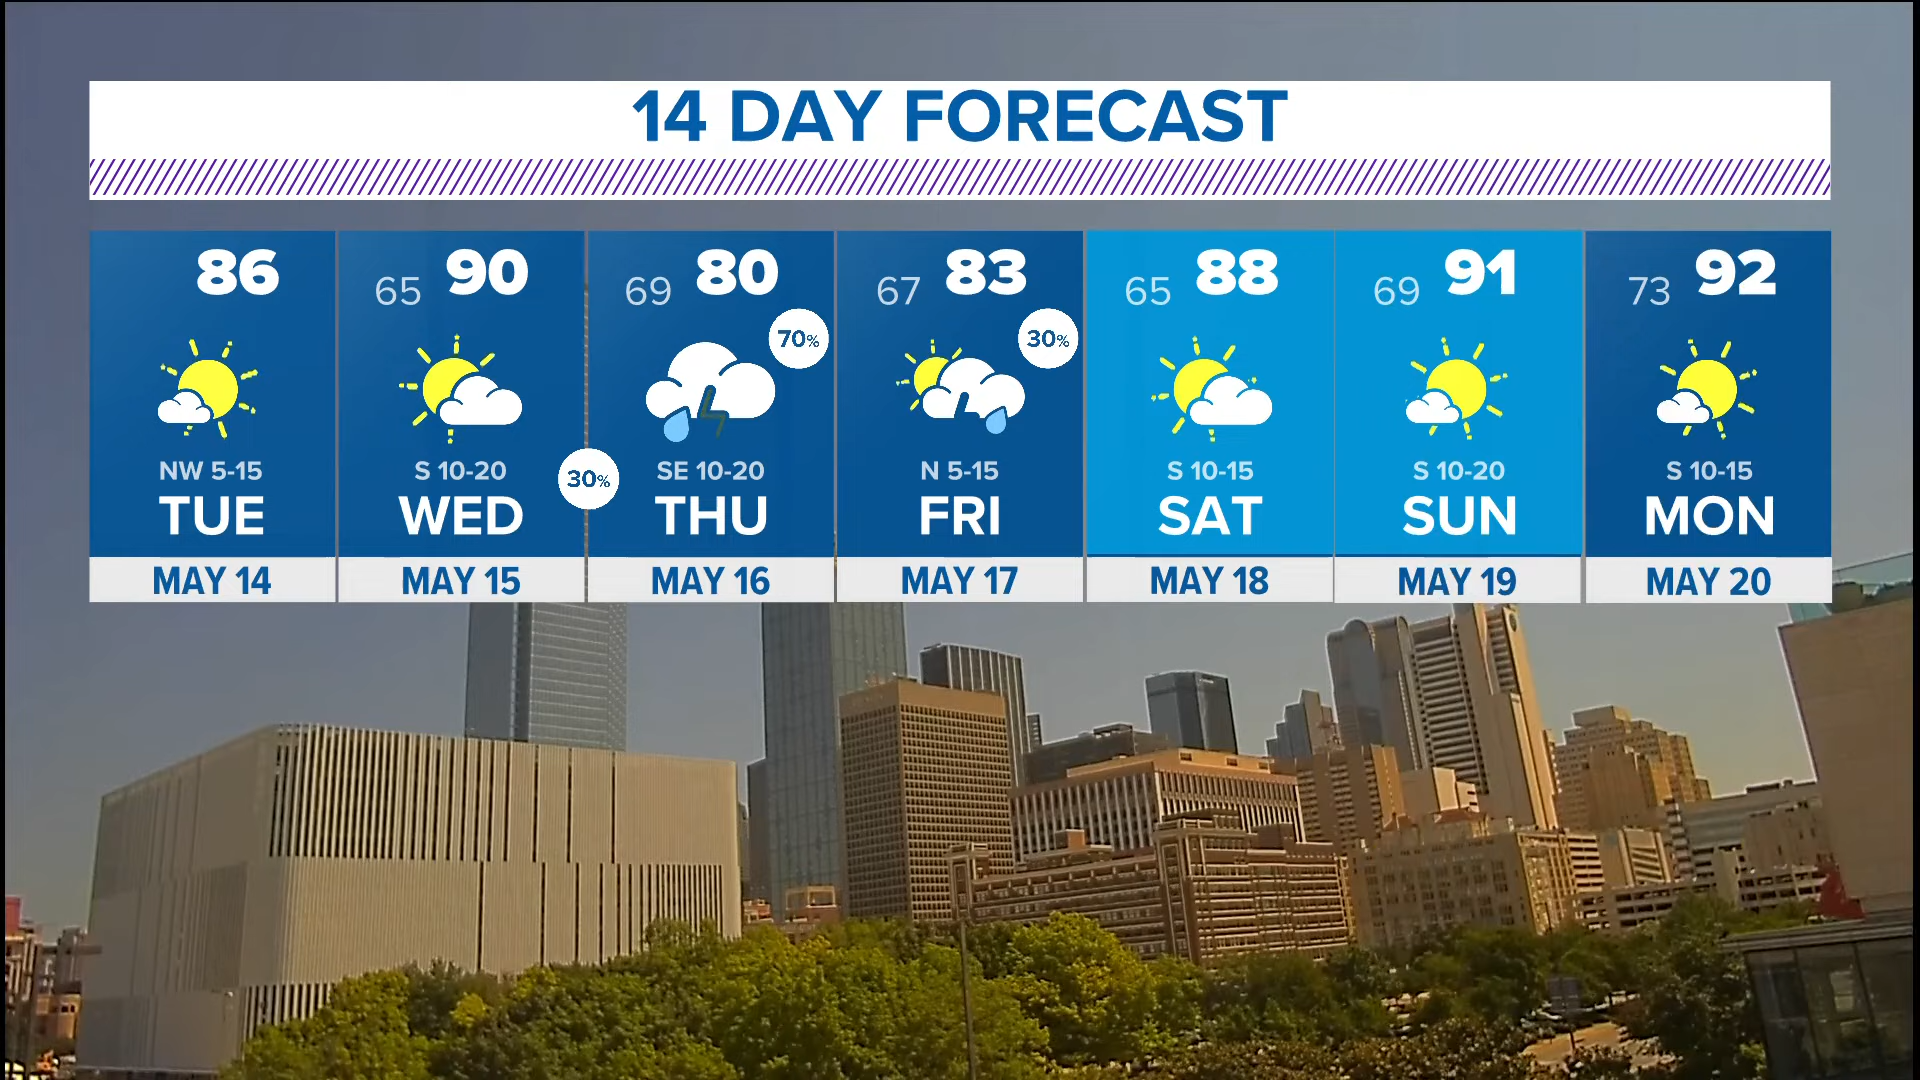 14 DAY FORECAST
86
65 90
69 80
67 83
65 88
69 91
73 92
70%
30%
NW 5-15
S 10-20
30%
SE 10-20
N 5-15
S 10-15
S 10-20
S 10-15
TUE
WED
THU
FRI
SAT
SUN
MON
MAY 14
MAY 15
MAY 16
MAY 17
MAY 18
MAY 19
MAY 20